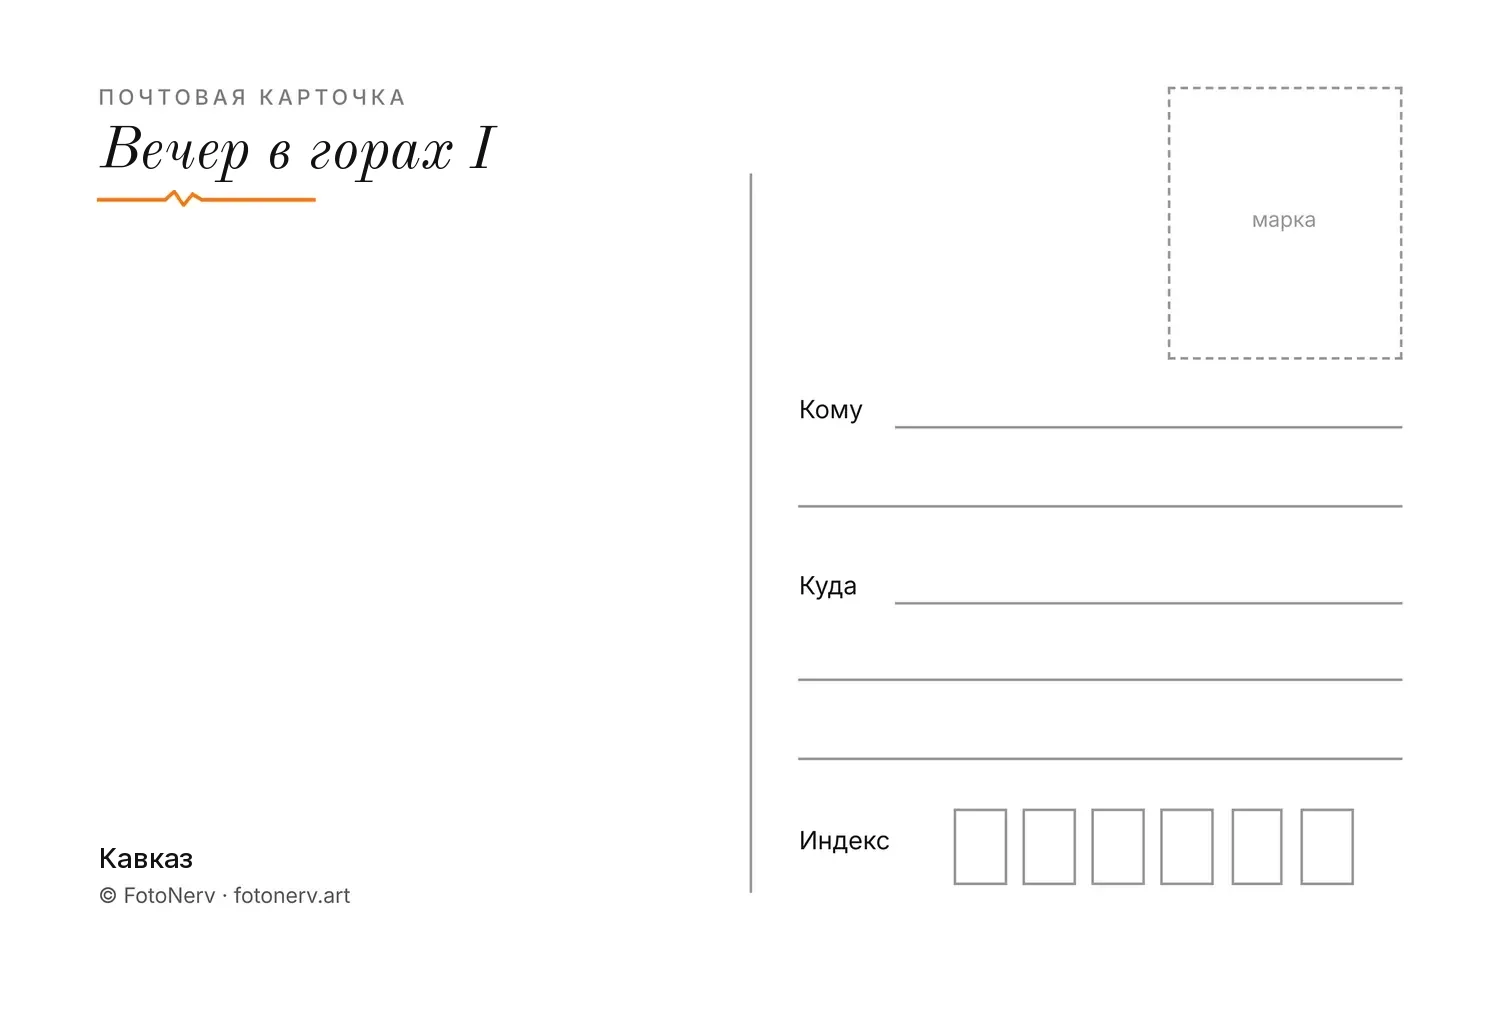 ПОЧТОВАЯ КАРТОЧКА
Вечер в горах I
марка
Кому
Куда
Индекс
Кавказ
© FotoNerv · fotonerv.art